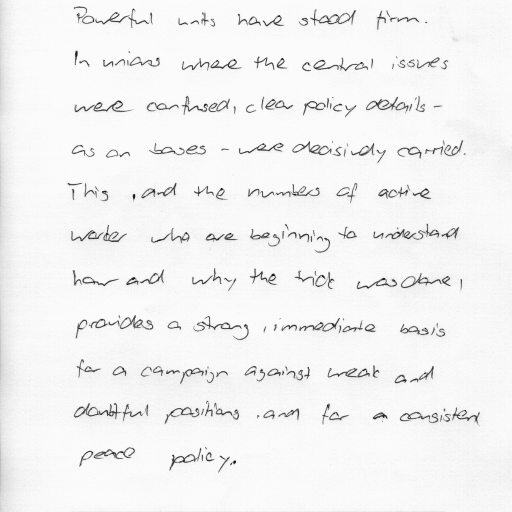 Powerful units have stood firm.
In unions where the central issues
were confused, clear policy details -
as on bases - were decisively carried.
This , and the numbers of active
worker who are beginning to understand
how and why the trick was done,
provides a strong , immediate basis
for a campaign against weak and
doubtful positions , and for a consistent
peace policy.